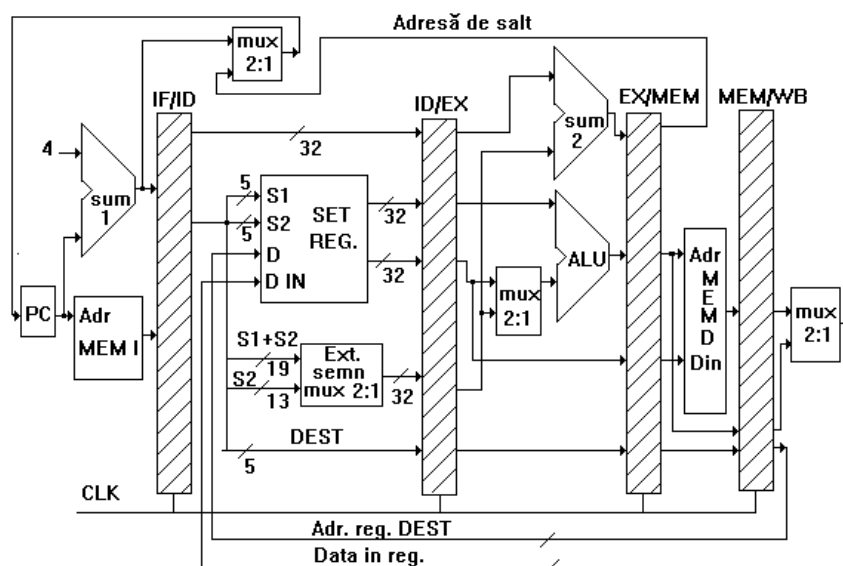 Adresă de salt
mux
2:1
IF/ID
ID/EX
EX/MEM
MEM/WB
4
sum
1
32
sum
2
5
S1
5
S2
D
D IN
SET
REG.
32
32
ALU
mux
2:1
PC
Adr
MEM I
S1+S2
19
S2
13
Ext.
semn
mux 2:1
32
Adr
M
E
M
D
Din
mux
2:1
DEST
5
CLK
Adr. reg. DEST
Data in reg.